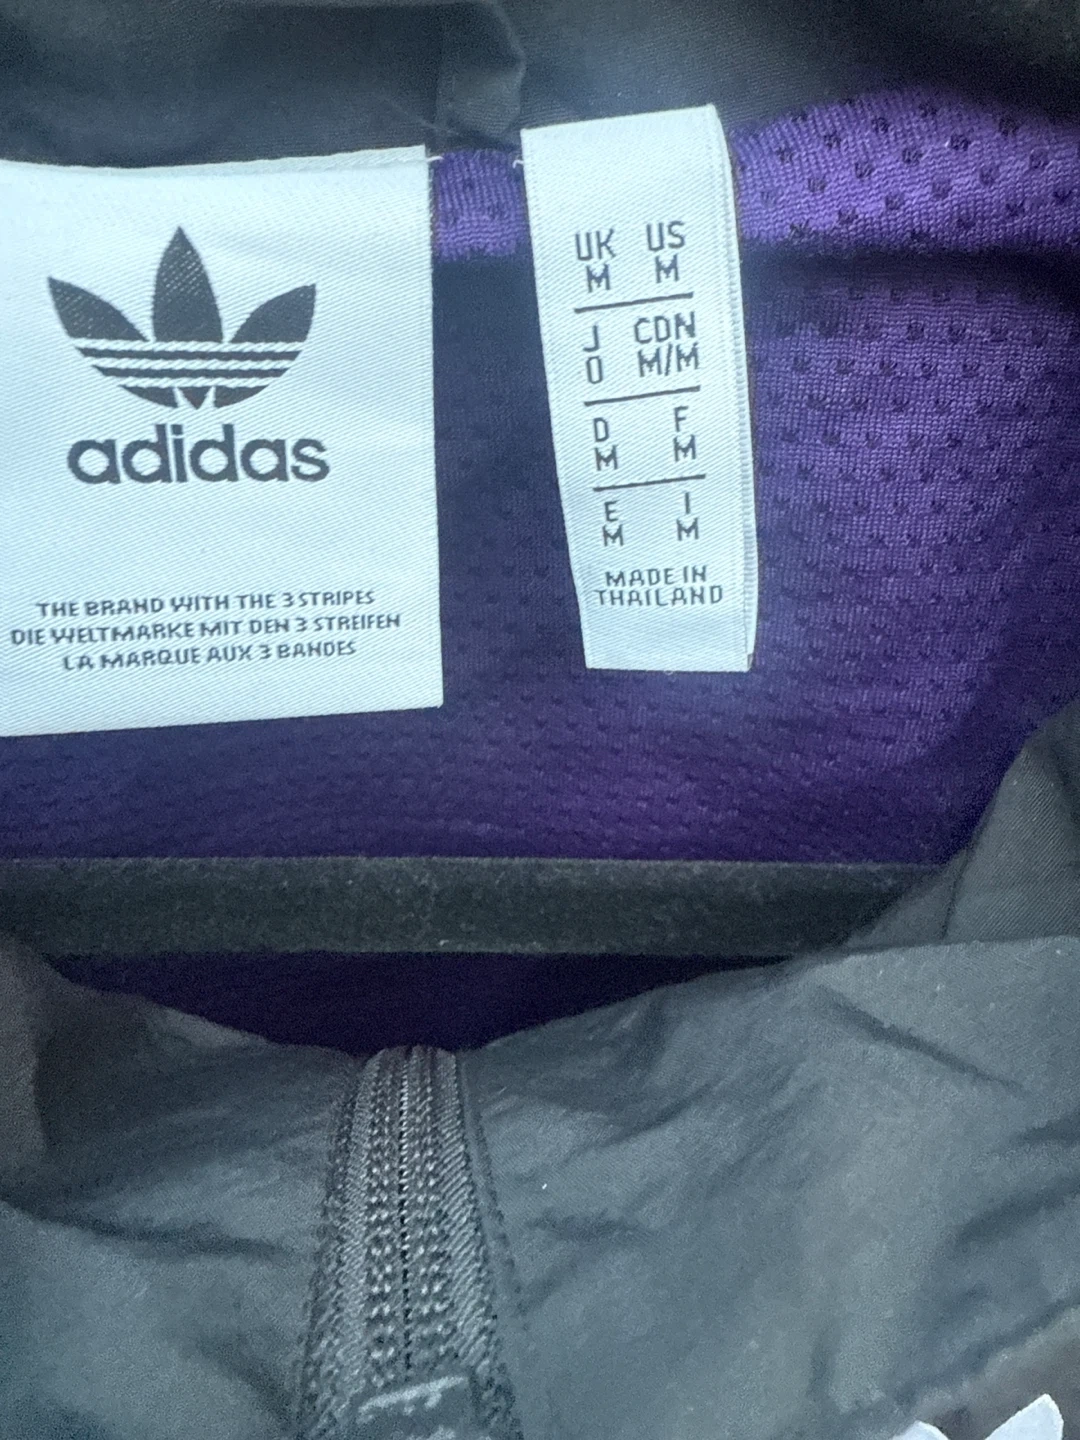 adidas
THE BRAND WITH THE 3 STRIPES
DIE WELTMARKE MIT DEN 3 STREIFEN
LA MARQUE AUX 3 BANDES
UK US
M M
J CDN
O M/M
D F
M M
E I
M M
MADE IN
THAILAND